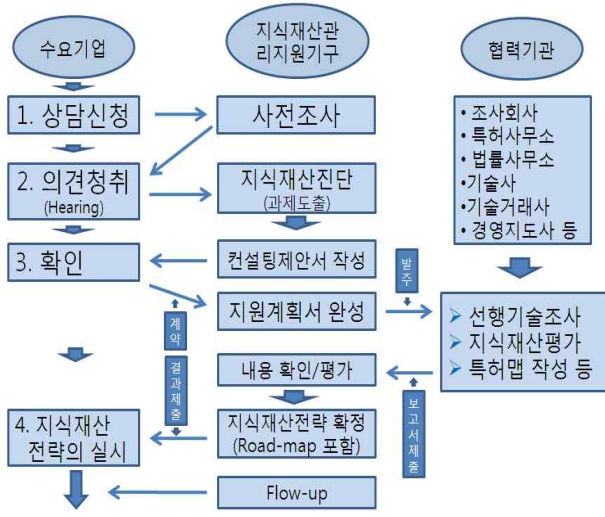 수요기업
지식재산관
리지원기구
협력기관
1. 상담신청
사전조사
• 조사회사
• 특허사무소
• 법률사무소
•기술사
•기술거래사
• 경영지도사 등
2. 의견청취
(Hearing)
지식재산진단
(과제도출)
3. 확인
컨설팅제안서 작성
발주
지원계획서 완성
계약
➢ 선행기술조사
➢ 지식재산평가
➢ 특허맵 작성 등
내용 확인/평가
결과제출
보고서제출
4. 지식재산
전략의 실시
지식재산전략 확정
(Road-map 포함)
Flow-up